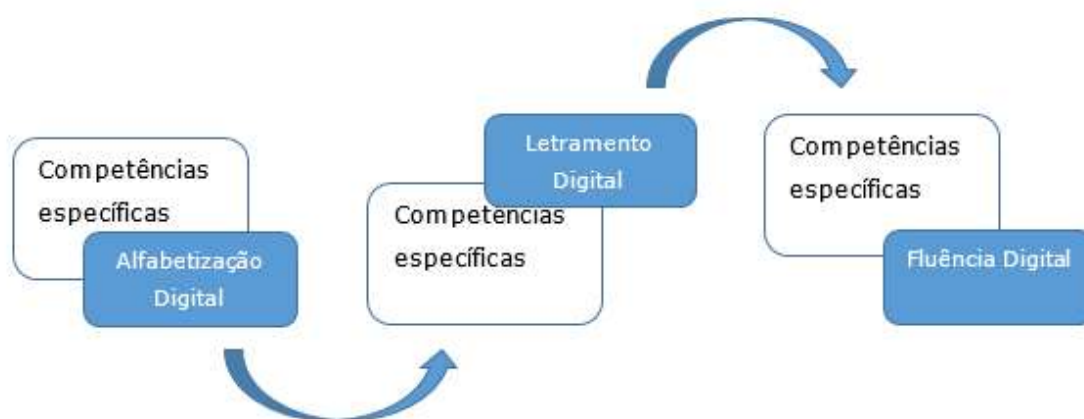 Competências
específicas
Alfabetização
Digital
Letramento
Digital
Competências
específicas
Competências
específicas
Fluência Digital